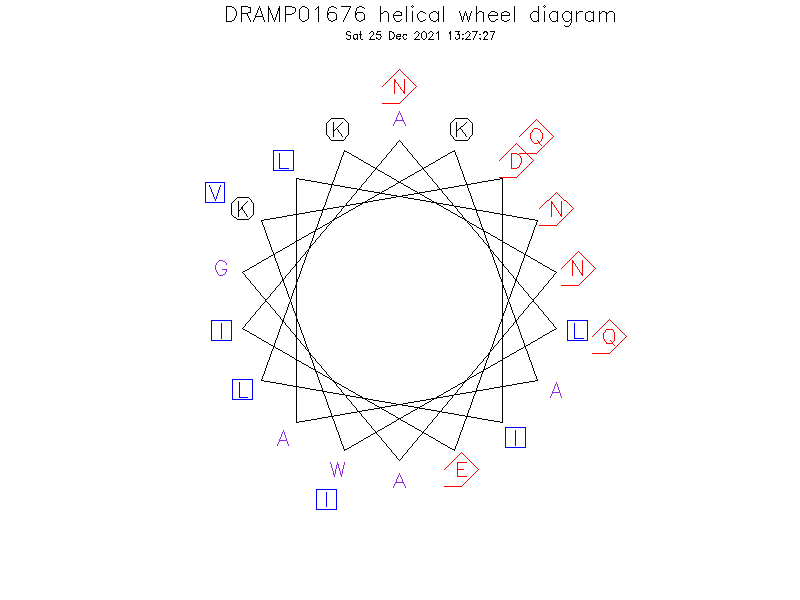 DRAMP01676 helical wheel diagram
Sat 25 Dec 2021 13:27:27
N
A
K K
Q
L D
V
K N
G N
I L Q
L A
A I
W E
A
I